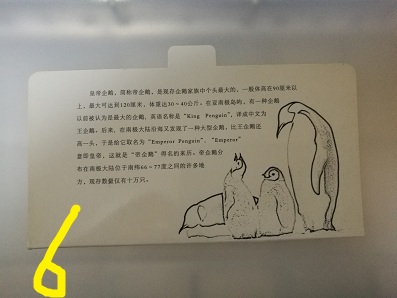 皇帝企鹅,简称帝企鹅,是现存企鹅家族中个头最大的,一般体高在90厘米以
上,最大可达到120厘米,体重达30~40公斤。在亚南极岛屿,有一种企鹅
以前被认为是最大的企鹅,英语名称是“King Penguin”,译成中文为
王企鹅。后来,在南极大陆沿海又发现了一种大型企鹅,比王企鹅还
高一头,于是给它取名为“Emperor Penguin”,“Emperor”
意即皇帝,这就是“帝企鹅”得名的来历。帝企鹅分
布在南极大陆位于南纬66~77度之间的许多地
方,现存数量仅有十万只。
6